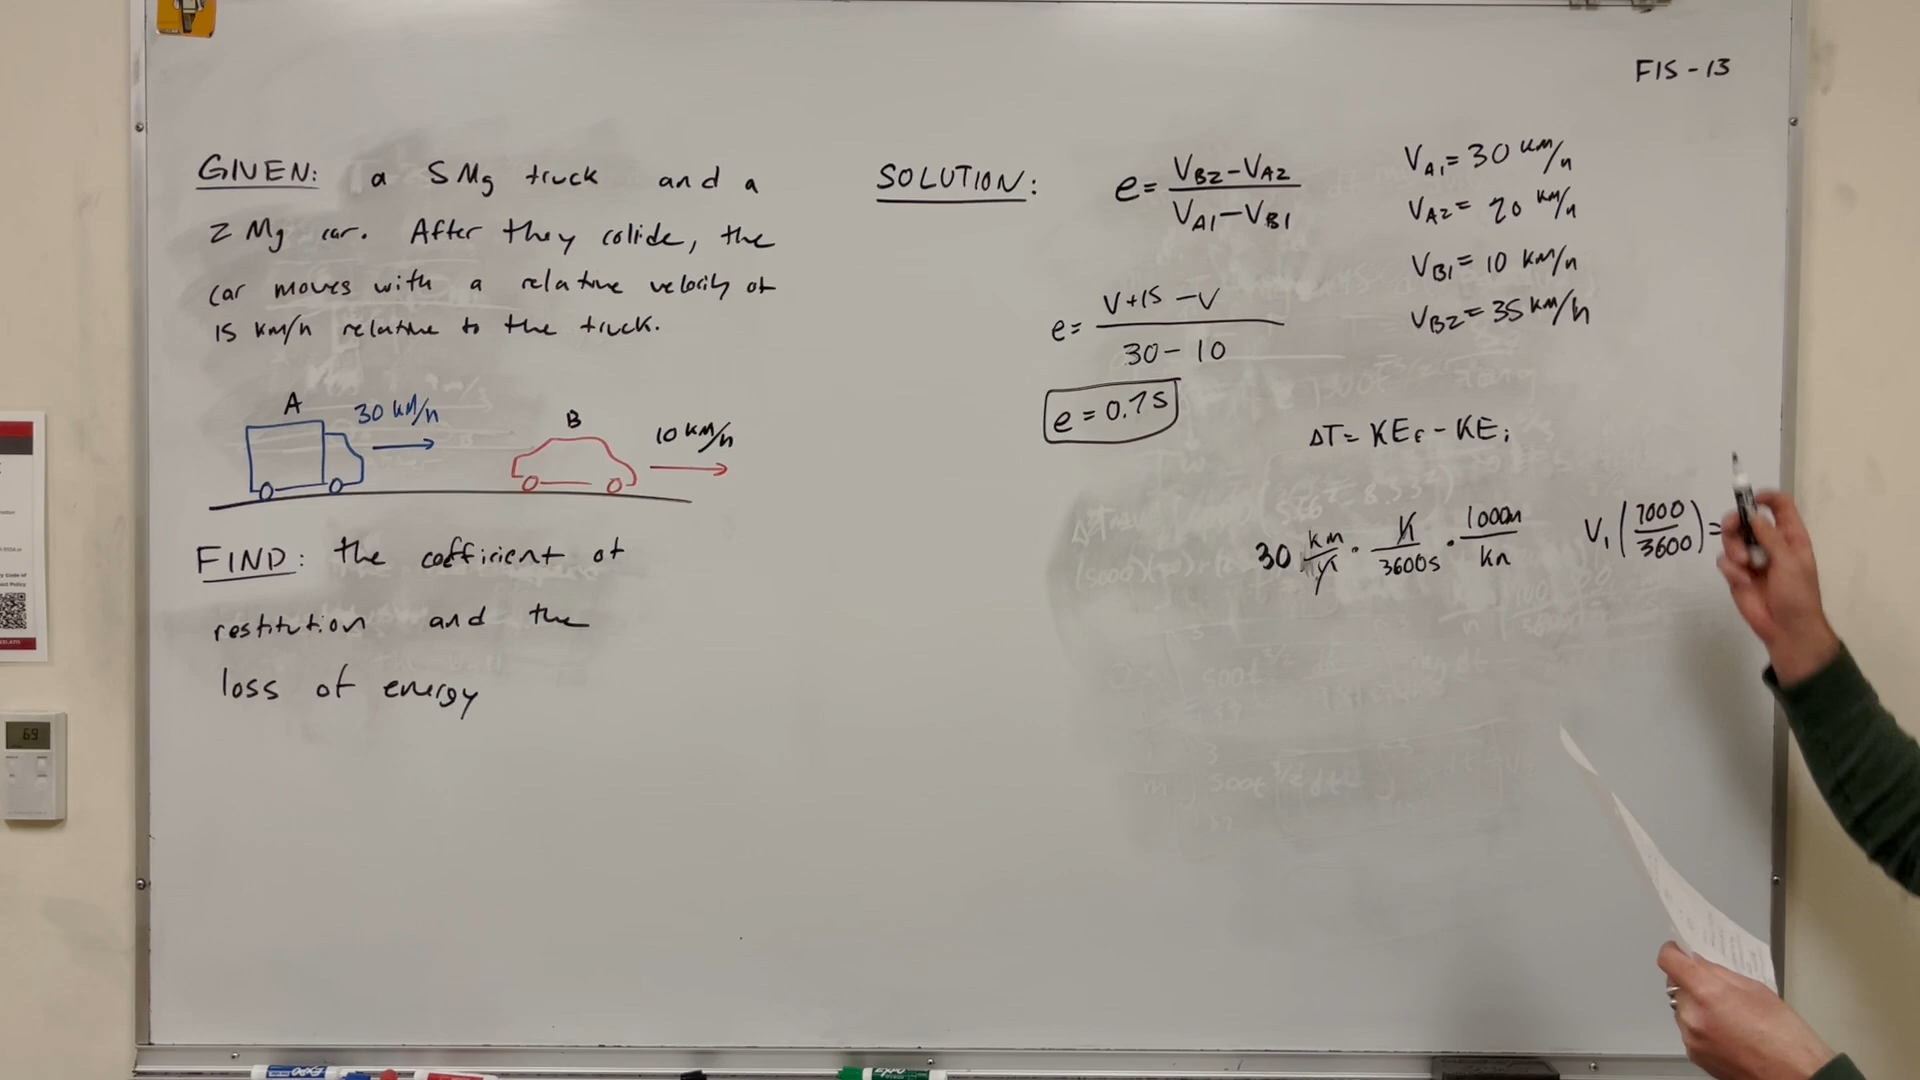 F15-13
GIVEN: a 5 Mg truck and a
2 Mg car. After they collide, the
car moves with a relative velocity of
15 km/h relative to the truck.
A
30 km/h
B
10 km/h
FIND: the coefficient of
restitution and the
loss of energy
SOLUTION:
e = (VB2 - VA2) / (VA1 - VB1)
e = (V+15 - V) / (30 - 10)
e = 0.75
VA1 = 30 km/h
VA2 = 20 km/h
VB1 = 10 km/h
VB2 = 35 km/h
ΔT = KEf - KEi
30 km/h · h/3600s · 1000m/km
V1 (1000/3600) =
69